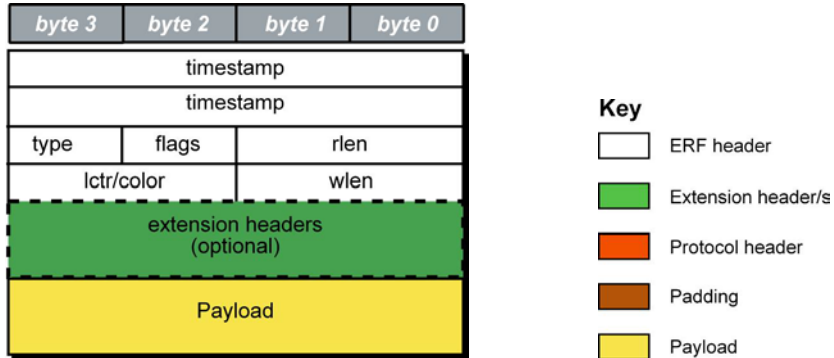 byte 3 byte 2 byte 1 byte 0
timestamp
timestamp
type flags rlen
lctr/color wlen
extension headers
(optional)
Payload
Key
ERF header
Extension header/s
Protocol header
Padding
Payload